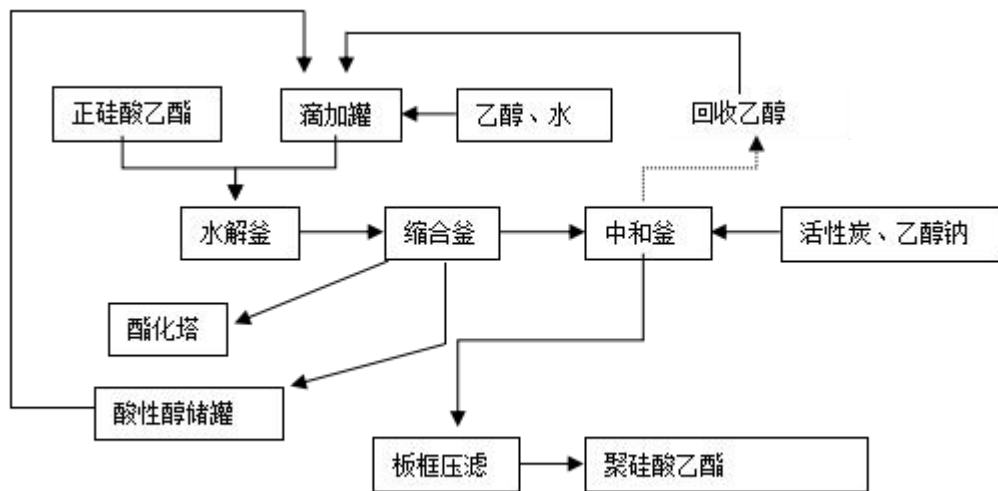 正硅酸乙酯
滴加罐
乙醇、水
回收乙醇
水解釜
缩合釜
中和釜
活性炭、乙醇钠
酯化塔
酸性醇储罐
板框压滤
聚硅酸乙酯